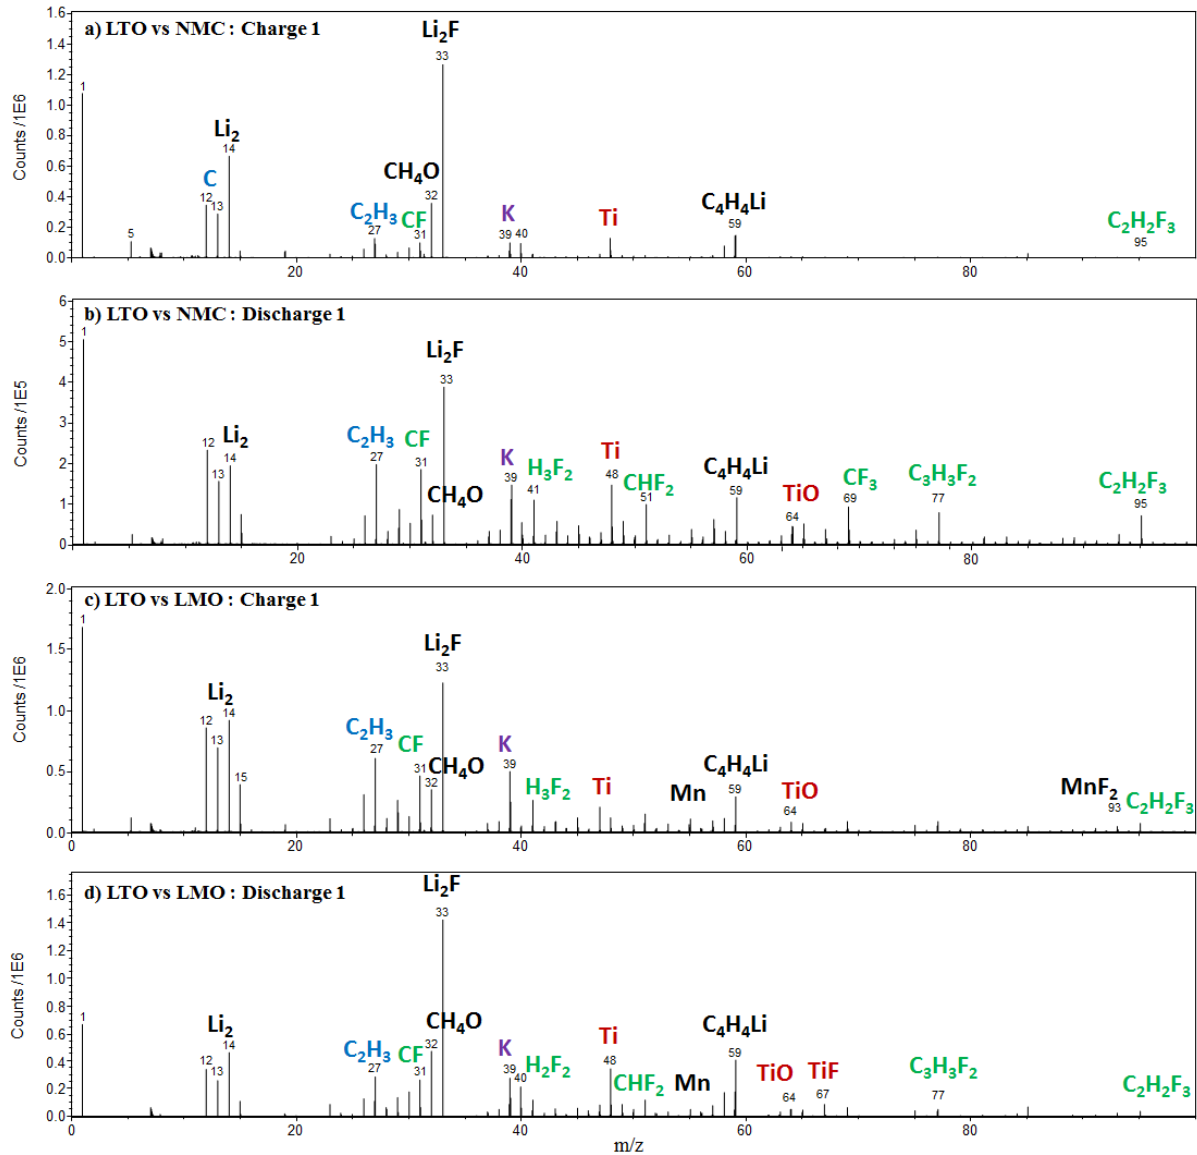 a) LTO vs NMC : Charge 1
Counts /1E6
1.6
1.4
1.2
1.0
0.8
0.6
0.4
0.2
0.0
1
5
C
12
13
Li₂
14
C₂H₃
27
CF
31
CH₄O
32
Li₂F
33
K
39
40
Ti
C₄H₄Li
59
C₂H₂F₃
95
20
40
60
80
b) LTO vs NMC : Discharge 1
Counts /1E5
6
5
4
3
2
1
0
1
12
13
Li₂
14
C₂H₃
27
CF
31
CH₄O
Li₂F
33
K
39
H₃F₂
41
Ti
48
CHF₂
51
C₄H₄Li
59
TiO
64
CF₃
69
C₃H₃F₂
77
C₂H₂F₃
95
0
20
40
60
80
c) LTO vs LMO : Charge 1
Counts /1E6
2.0
1.5
1.0
0.5
0.0
1
12
13
Li₂
14
15
C₂H₃
27
CF
31
CH₄O
32
Li₂F
33
K
39
H₃F₂
Ti
Mn
C₄H₄Li
59
TiO
64
MnF₂
93
C₂H₂F₃
0
20
40
60
80
d) LTO vs LMO : Discharge 1
Counts /1E6
1.6
1.4
1.2
1.0
0.8
0.6
0.4
0.2
0.0
1
12
13
Li₂
14
C₂H₃
27
CF
31
CH₄O
32
Li₂F
33
K
39
40
H₂F₂
Ti
48
CHF₂
Mn
C₄H₄Li
59
TiO
64
TiF
67
C₃H₃F₂
77
C₂H₂F₃
0
20
40
60
80
m/z